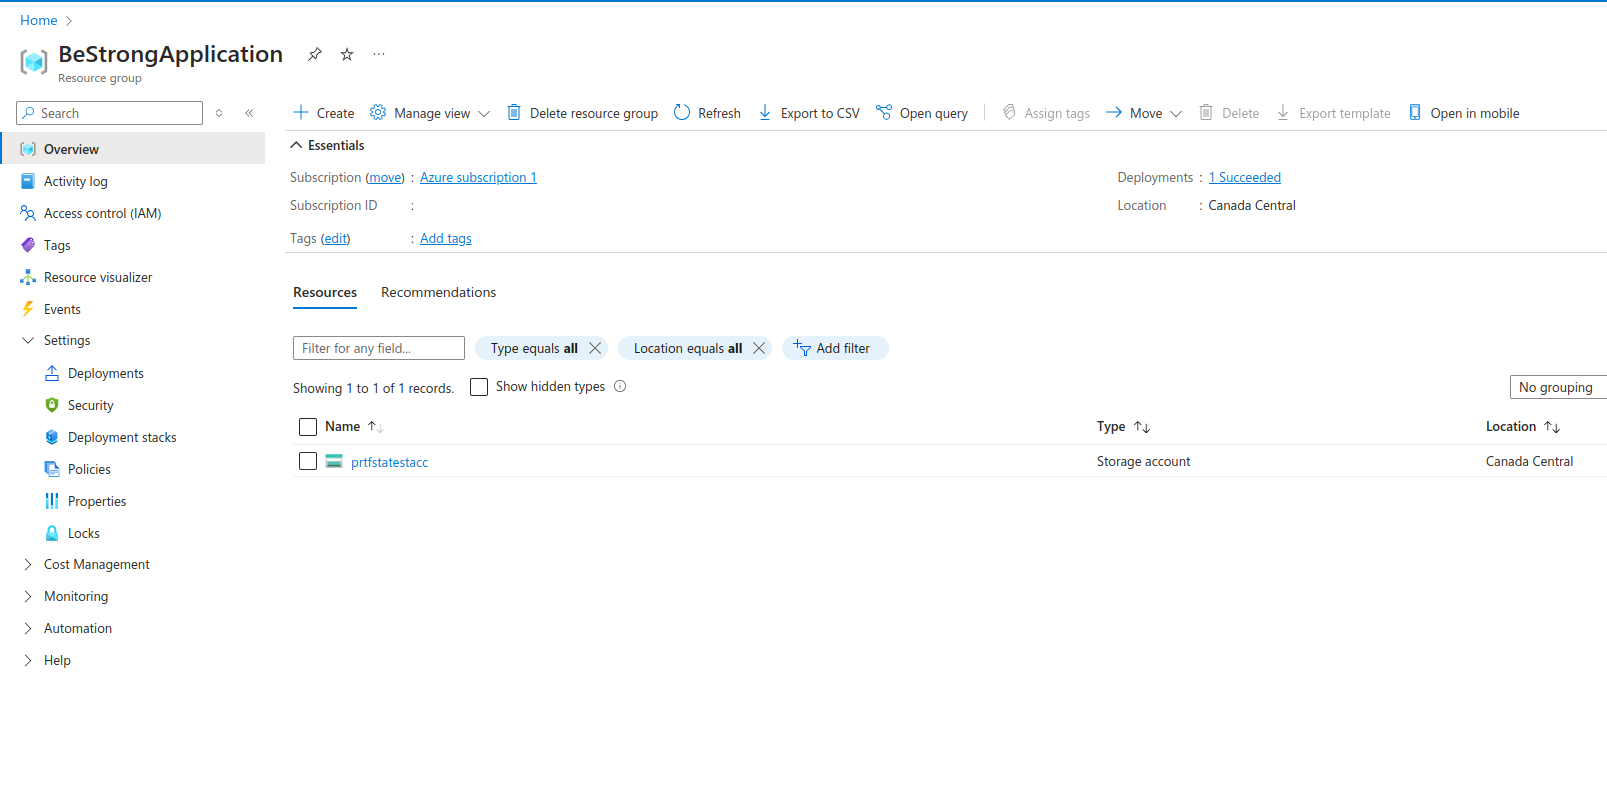 Home
BeStrongApplication
Resource group
Search
Create Manage view Delete resource group Refresh Export to CSV Open query Assign tags Move Delete Export template Open in mobile
Overview
Activity log
Access control (IAM)
Tags
Resource visualizer
Events
Settings
Deployments
Security
Deployment stacks
Policies
Properties
Locks
Cost Management
Monitoring
Automation
Help
Essentials
Subscription (move) : Azure subscription 1
Subscription ID :
Tags (edit) : Add tags
Deployments : 1 Succeeded
Location : Canada Central
Resources Recommendations
Filter for any field... Type equals all Location equals all Add filter
Showing 1 to 1 of 1 records. Show hidden types No grouping
Name Type Location
prtfstatestacc Storage account Canada Central